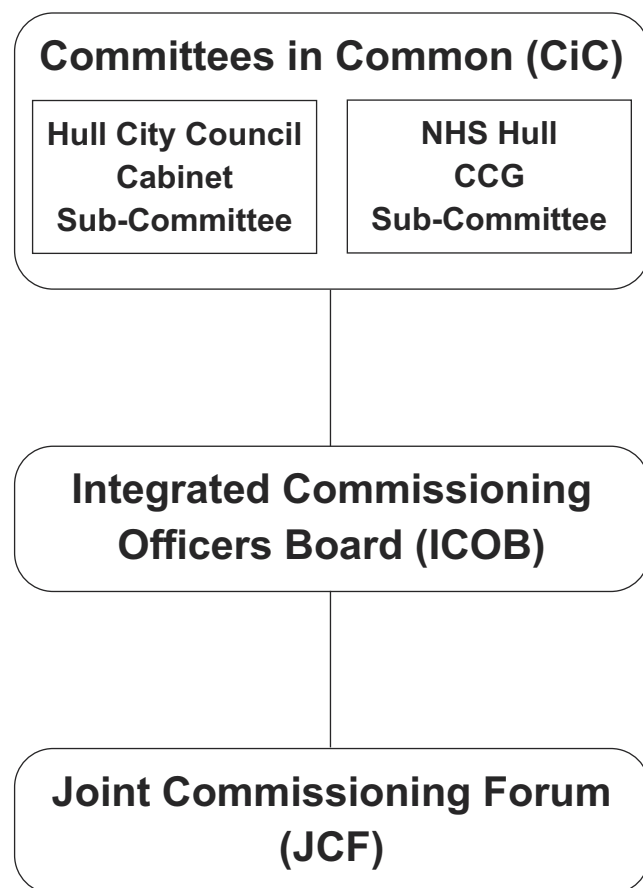 Committees in Common (CiC)
Hull City Council
Cabinet
Sub-Committee
NHS Hull
CCG
Sub-Committee
Integrated Commissioning
Officers Board (ICOB)
Joint Commissioning Forum
(JCF)